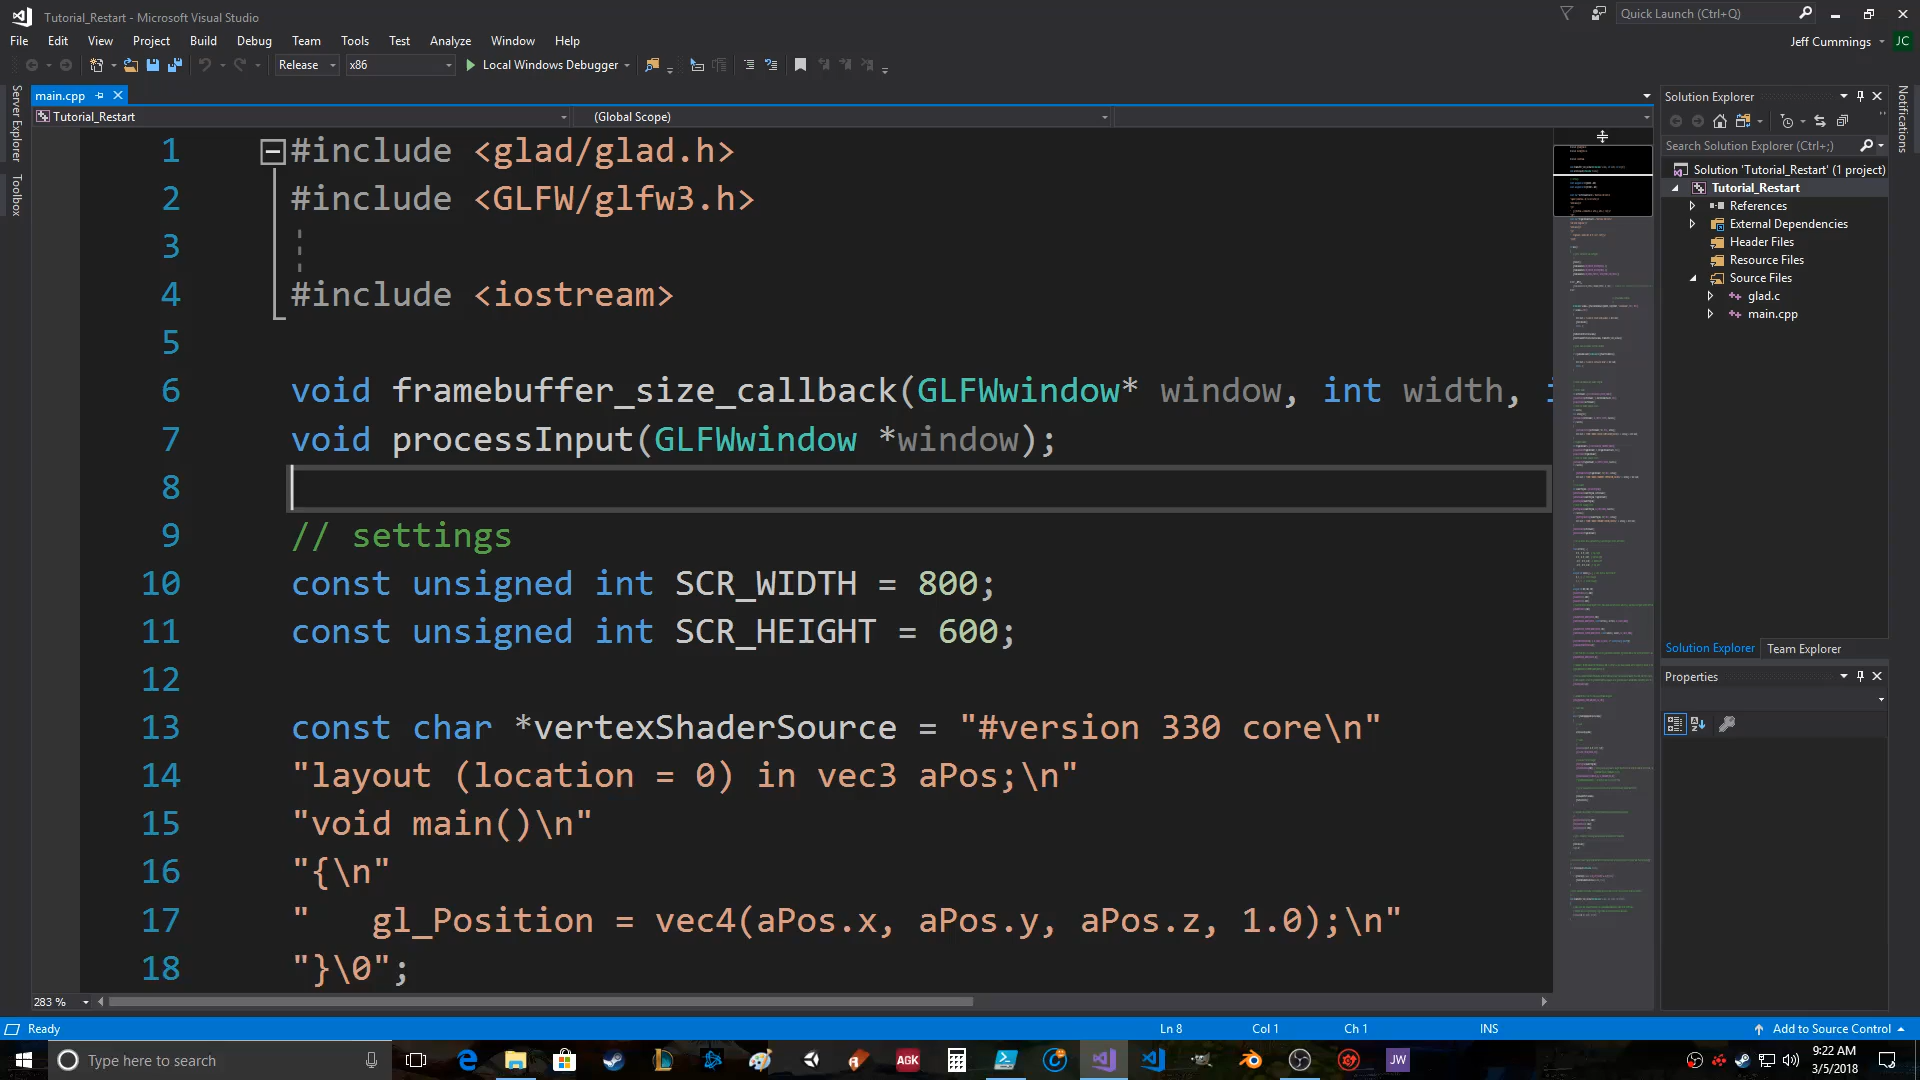 Tutorial_Restart - Microsoft Visual Studio
Quick Launch (Ctrl+Q)
File Edit View Project Build Debug Team Tools Test Analyze Window Help
Jeff Cummings JC
Release x86 Local Windows Debugger
Server Explorer
Toolbox
main.cpp
Tutorial_Restart (Global Scope)
1 #include <glad/glad.h>
2 #include <GLFW/glfw3.h>
3
4 #include <iostream>
5
6 void framebuffer_size_callback(GLFWwindow* window, int width, i
7 void processInput(GLFWwindow *window);
8
9 // settings
10 const unsigned int SCR_WIDTH = 800;
11 const unsigned int SCR_HEIGHT = 600;
12
13 const char *vertexShaderSource = "#version 330 core\n"
14 "layout (location = 0) in vec3 aPos;\n"
15 "void main()\n"
16 "{\n"
17 "   gl_Position = vec4(aPos.x, aPos.y, aPos.z, 1.0);\n"
18 "}\0";
283 %
Solution Explorer
Search Solution Explorer (Ctrl+;)
Solution 'Tutorial_Restart' (1 project)
Tutorial_Restart
References
External Dependencies
Header Files
Resource Files
Source Files
glad.c
main.cpp
Solution Explorer Team Explorer
Properties
Notifications
Ready Ln 8 Col 1 Ch 1 INS Add to Source Control
Type here to search
AGK
JW
9:22 AM
3/5/2018